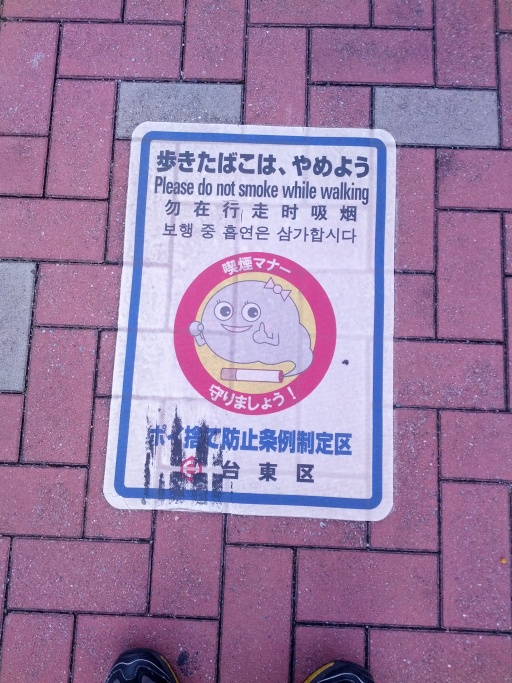 歩きたばこは、やめよう
Please do not smoke while walking
勿在行走时吸烟
보행 중 흡연은 삼가합시다
喫煙マナー
守りましょう!
ポイ捨て防止条例制定区
台東区